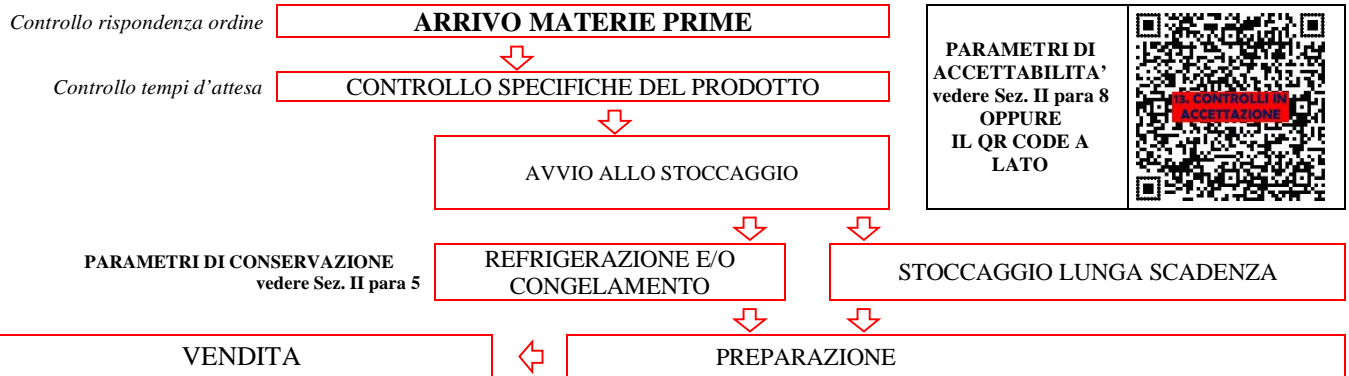 Controllo rispondenza ordine
ARRIVO MATERIE PRIME
Controllo tempi d'attesa
CONTROLLO SPECIFICHE DEL PRODOTTO
PARAMETRI DI
ACCETTABILITA'
vedere Sez. II para 8
OPPURE
IL QR CODE A
LATO
13. CONTROLLI IN
ACCETTAZIONE
AVVIO ALLO STOCCAGGIO
PARAMETRI DI CONSERVAZIONE
vedere Sez. II para 5
REFRIGERAZIONE E/O
CONGELAMENTO
STOCCAGGIO LUNGA SCADENZA
VENDITA
PREPARAZIONE